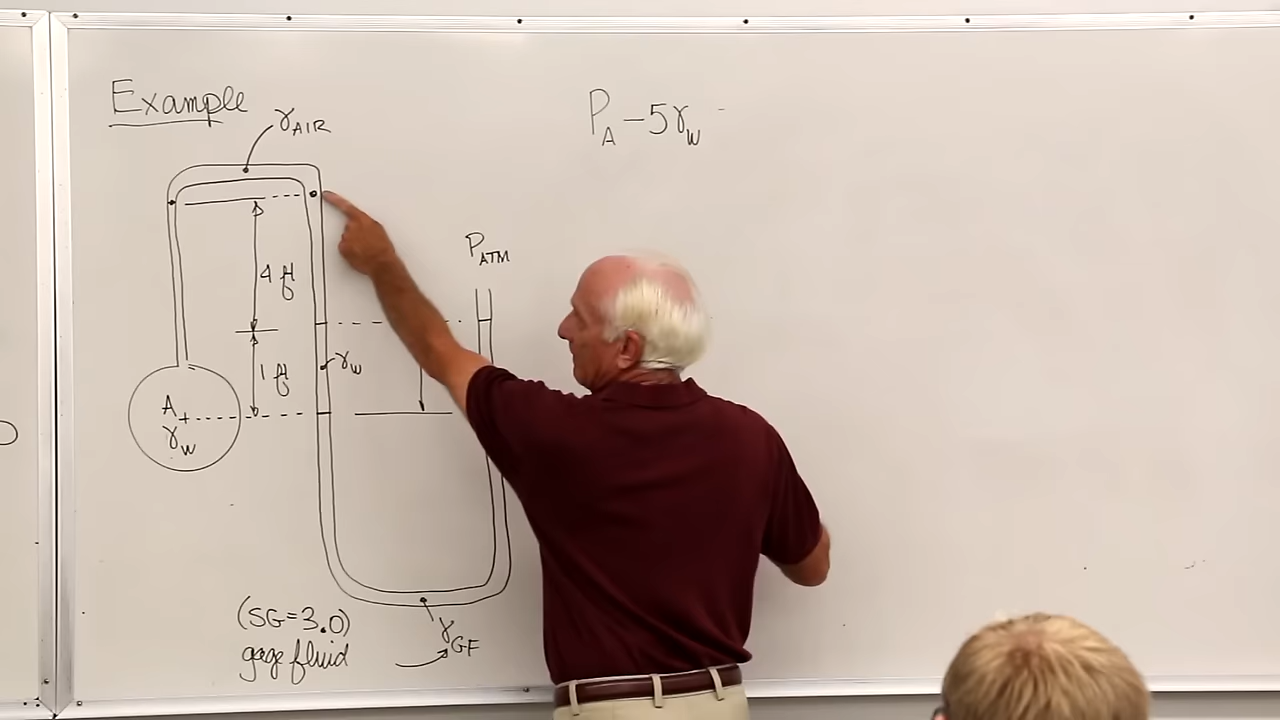 Example
γAIR
PA - 5γw -
4 ft
PATM
1 ft
γw
A
γw
(SG=3.0)
gage fluid
γGF